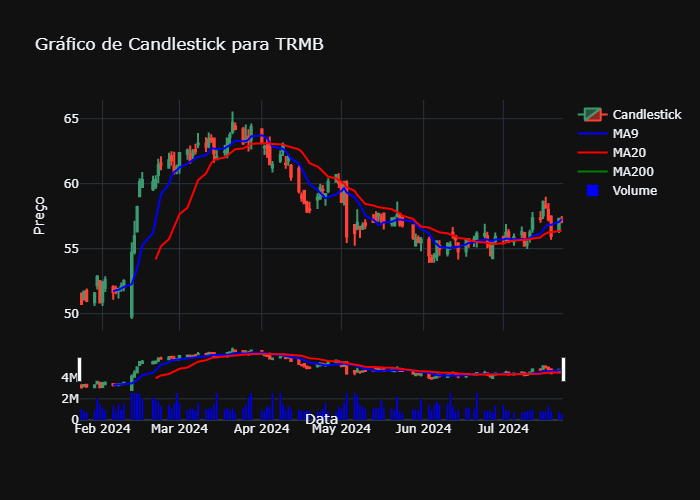 Gráfico de Candlestick para TRMB
Candlestick
MA9
MA20
MA200
Volume
Preço
65
60
55
50
4M
2M
0
Data
Feb 2024
Mar 2024
Apr 2024
May 2024
Jun 2024
Jul 2024